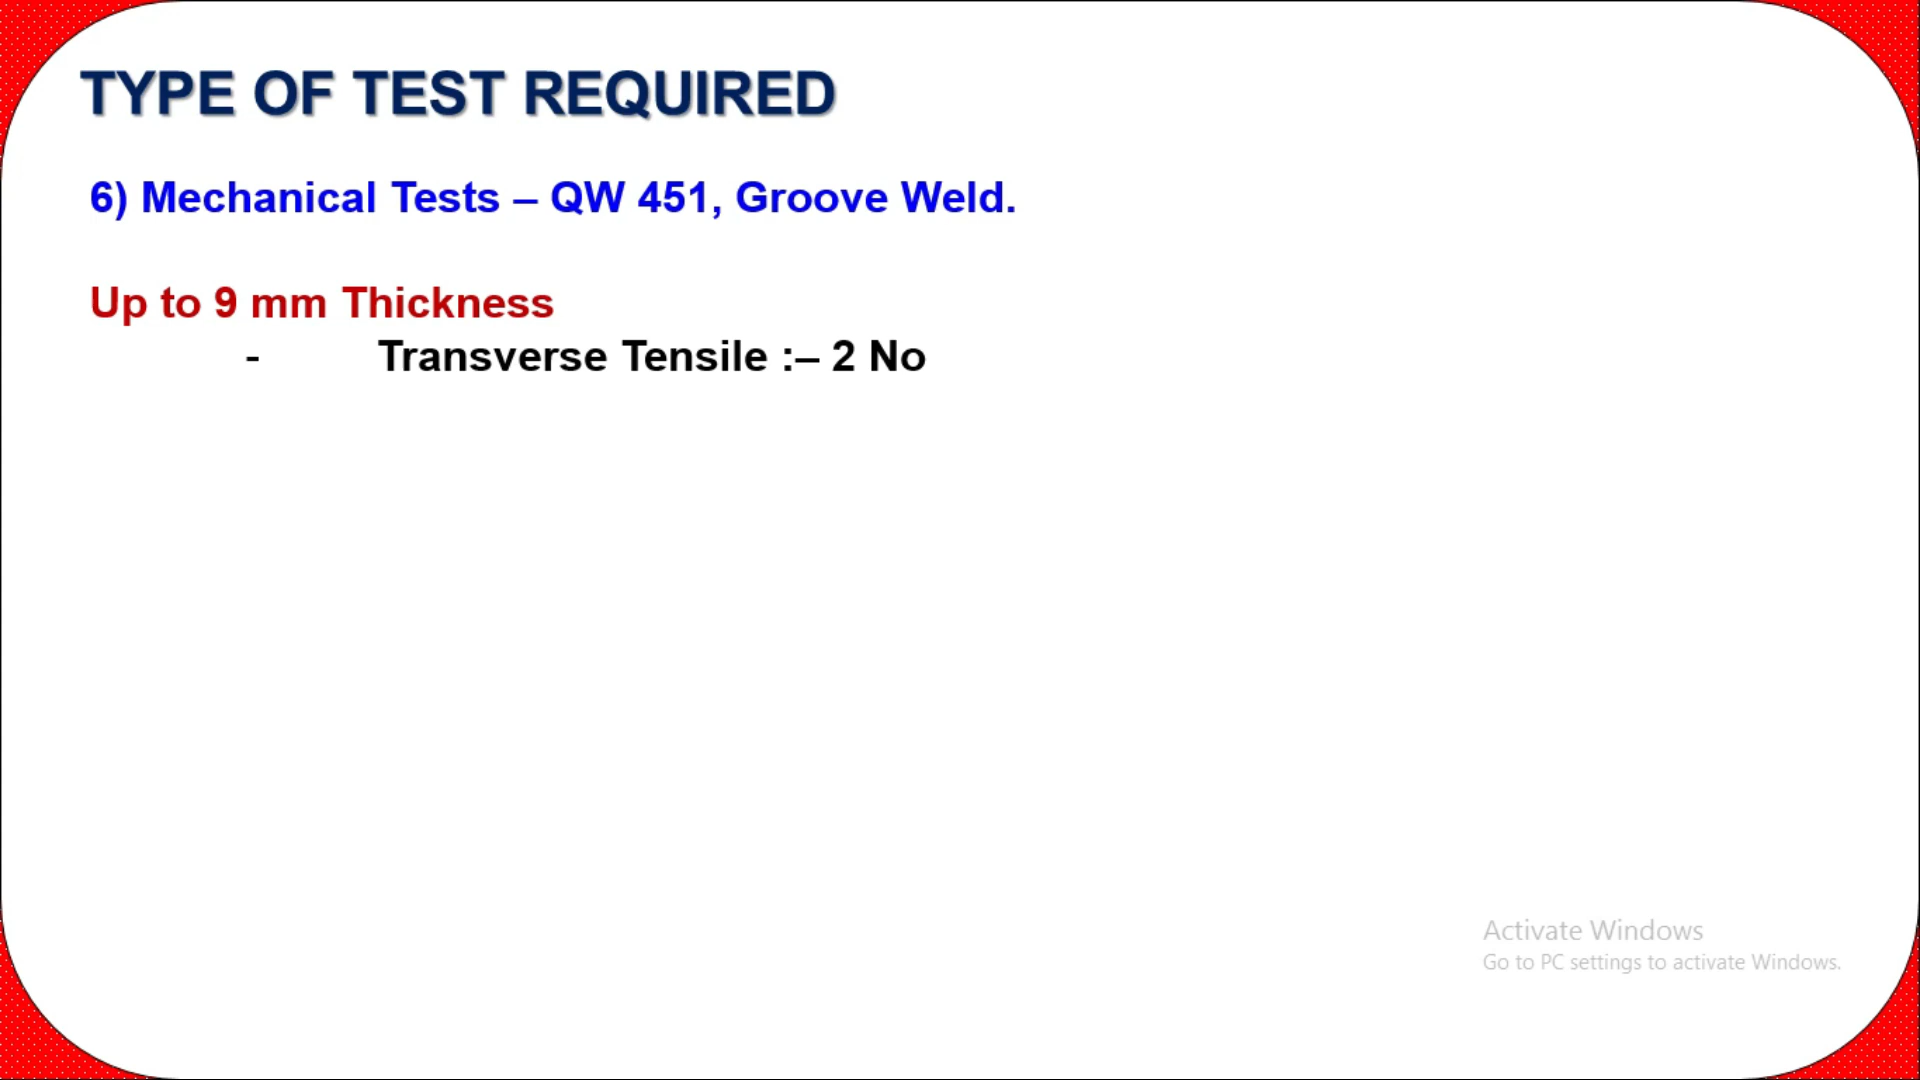 TYPE OF TEST REQUIRED
6) Mechanical Tests – QW 451, Groove Weld.
Up to 9 mm Thickness
- Transverse Tensile :– 2 No
Activate Windows
Go to PC settings to activate Windows.